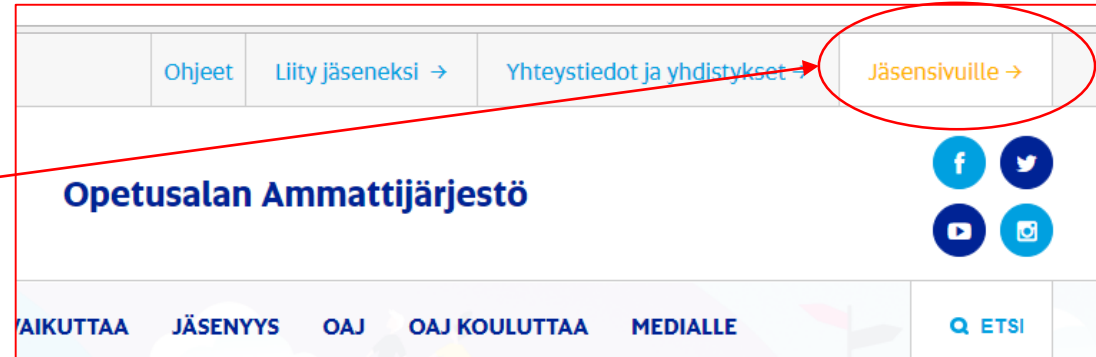 Ohjeet Liity jäseneksi → Yhteystiedot ja yhdistykset → Jäsensivuille →
Opetusalan Ammattijärjestö
VAIKUTTAA JÄSENYYS OAJ OAJ KOULUTTAA MEDIALLE ETSI